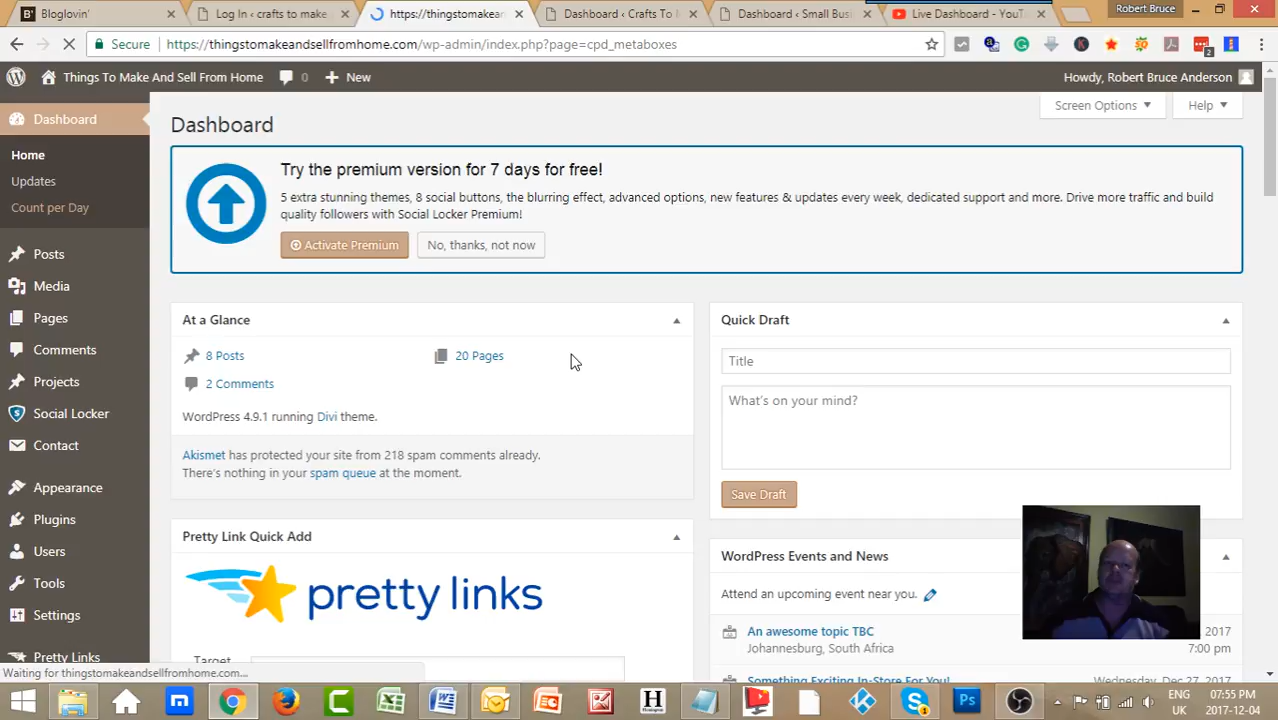 Bloglovin'
Log In ‹ crafts to make
https://thingstomakean
Dashboard ‹ Crafts To M
Dashboard ‹ Small Bus
Live Dashboard - YouTu
Robert Bruce
Secure
https://thingstomakeandsellfromhome.com/wp-admin/index.php?page=cpd_metaboxes
Things To Make And Sell From Home
0
New
Howdy, Robert Bruce Anderson
Dashboard
Home
Updates
Count per Day
Posts
Media
Pages
Comments
Projects
Social Locker
Contact
Appearance
Plugins
Users
Tools
Settings
Pretty Links
Screen Options
Help
Dashboard
Try the premium version for 7 days for free!
5 extra stunning themes, 8 social buttons, the blurring effect, advanced options, new features & updates every week, dedicated support and more. Drive more traffic and build
quality followers with Social Locker Premium!
Activate Premium
No, thanks, not now
At a Glance
8 Posts
20 Pages
2 Comments
WordPress 4.9.1 running Divi theme.
Akismet has protected your site from 218 spam comments already.
There's nothing in your spam queue at the moment.
Pretty Link Quick Add
pretty links
Target
Quick Draft
Title
What's on your mind?
Save Draft
WordPress Events and News
Attend an upcoming event near you.
An awesome topic TBC
2017
Johannesburg, South Africa
7:00 pm
Something Exciting In-Store For You!
Wednesday, Dec 27, 2017
Waiting for thingstomakeandsellfromhome.com...
ENG
UK
07:55 PM
2017-12-04